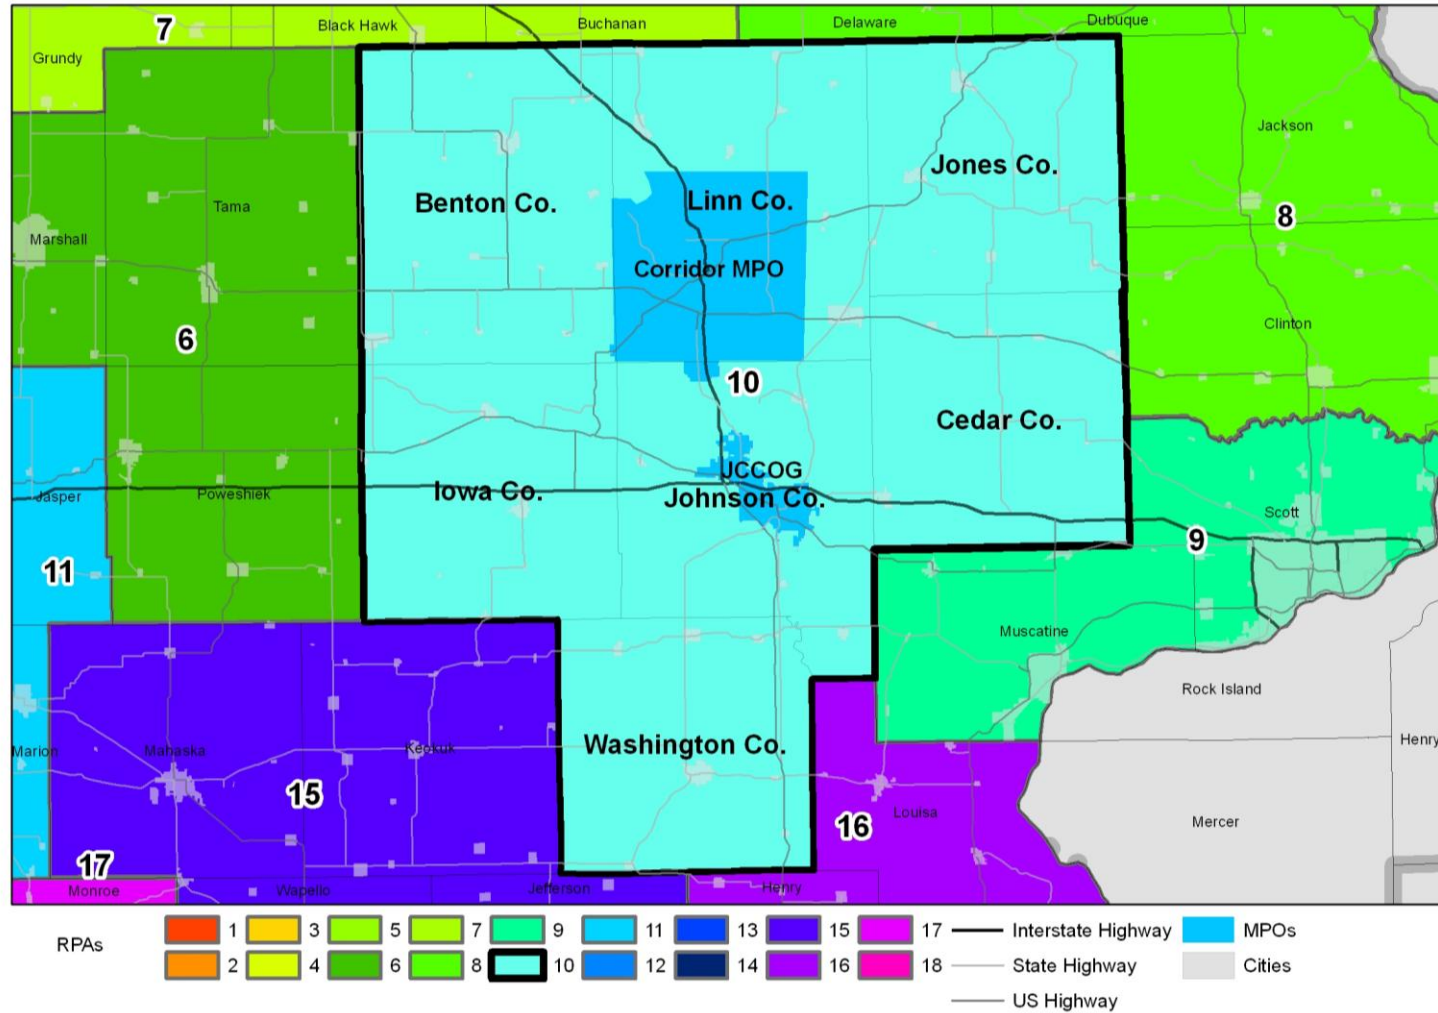 7
Black Hawk
Buchanan
Delaware
Dubuque
Grundy
Jackson
Jones Co.
Benton Co.
Linn Co.
Tama
8
Marshall
Corridor MPO
Clinton
6
10
Cedar Co.
JCCOG
Iowa Co.
Johnson Co.
Jasper
Poweshiek
Scott
9
11
Muscatine
Rock Island
Washington Co.
Marion
Mahaska
Keokuk
Henry
15
16
Louisa
Mercer
17
Monroe
Wapello
Jefferson
Henry
RPAs
1 3 5 7 9 11 13 15 17 Interstate Highway MPOs
2 4 6 8 10 12 14 16 18 State Highway Cities
US Highway